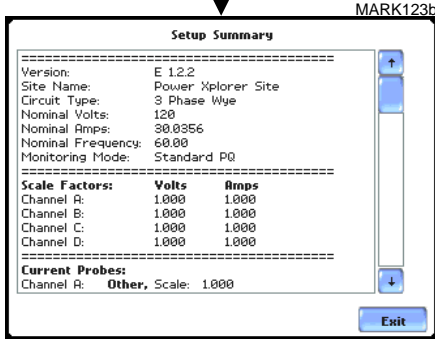 MARK123b
Setup Summary
========================================
Version: E 1.2.2
Site Name: Power Xplorer Site
Circuit Type: 3 Phase Wye
Nominal Volts: 120
Nominal Amps: 30.0356
Nominal Frequency: 60.00
Monitoring Mode: Standard PQ
========================================
Scale Factors: Volts Amps
Channel A: 1.000 1.000
Channel B: 1.000 1.000
Channel C: 1.000 1.000
Channel D: 1.000 1.000
========================================
Current Probes:
Channel A: Other, Scale: 1.000
Exit